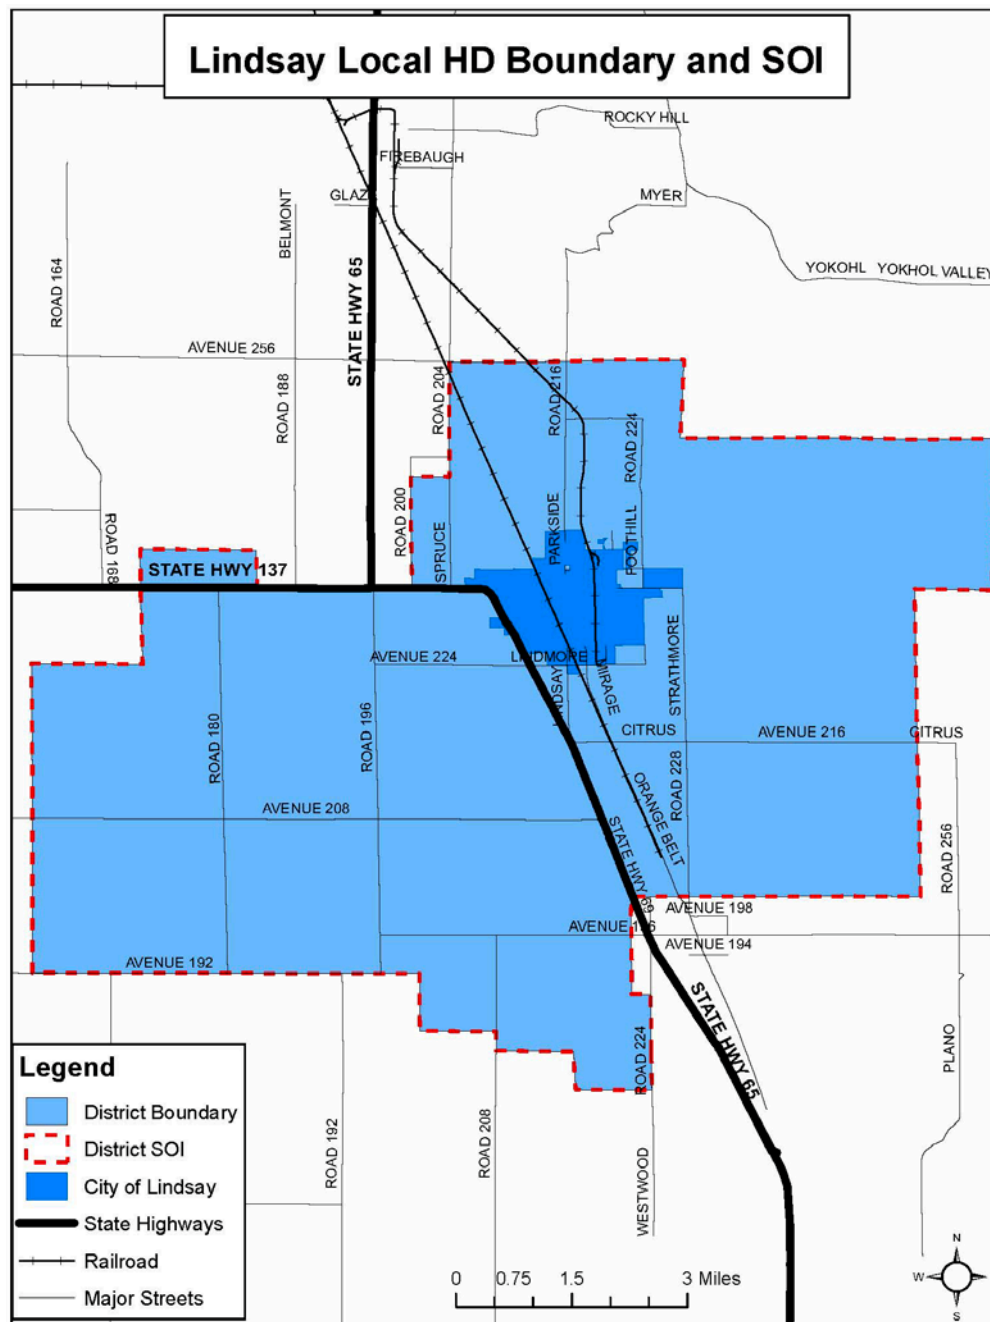 Lindsay Local HD Boundary and SOI
ROCKY HILL
FIREBAUGH
GLAZ
MYER
BELMONT
ROAD 164
STATE HWY 65
YOKOHL YOKHOL VALLEY
AVENUE 256
ROAD 188
ROAD 204
ROAD 216
ROAD 224
ROAD 200
SPRUCE
PARKSIDE
FOOTHILL
ROAD 168
STATE HWY 137
AVENUE 224
LINDMORE
LINDSAY
MIRAGE
STRATHMORE
ROAD 180
ROAD 196
CITRUS
AVENUE 216
CITRUS
ROAD 228
ORANGE BELT
AVENUE 208
STATE HWY 69
ROAD 256
AVENUE 198
AVENUE 196
AVENUE 194
AVENUE 192
STATE HWY 65
ROAD 224
PLANO
ROAD 192
ROAD 208
WESTWOOD
Legend
District Boundary
District SOI
City of Lindsay
State Highways
Railroad
Major Streets
0 0.75 1.5 3 Miles
N
W E
S